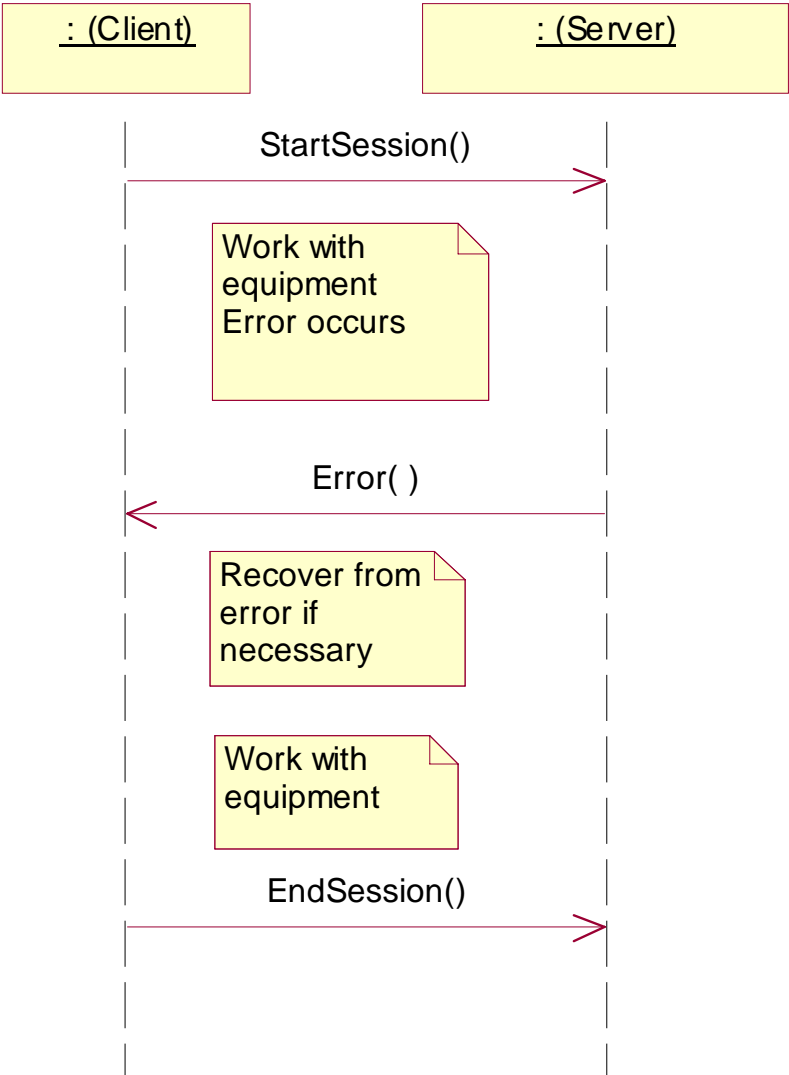 : (Client)
: (Server)
StartSession()
Work with
equipment
Error occurs
Error( )
Recover from
error if
necessary
Work with
equipment
EndSession()